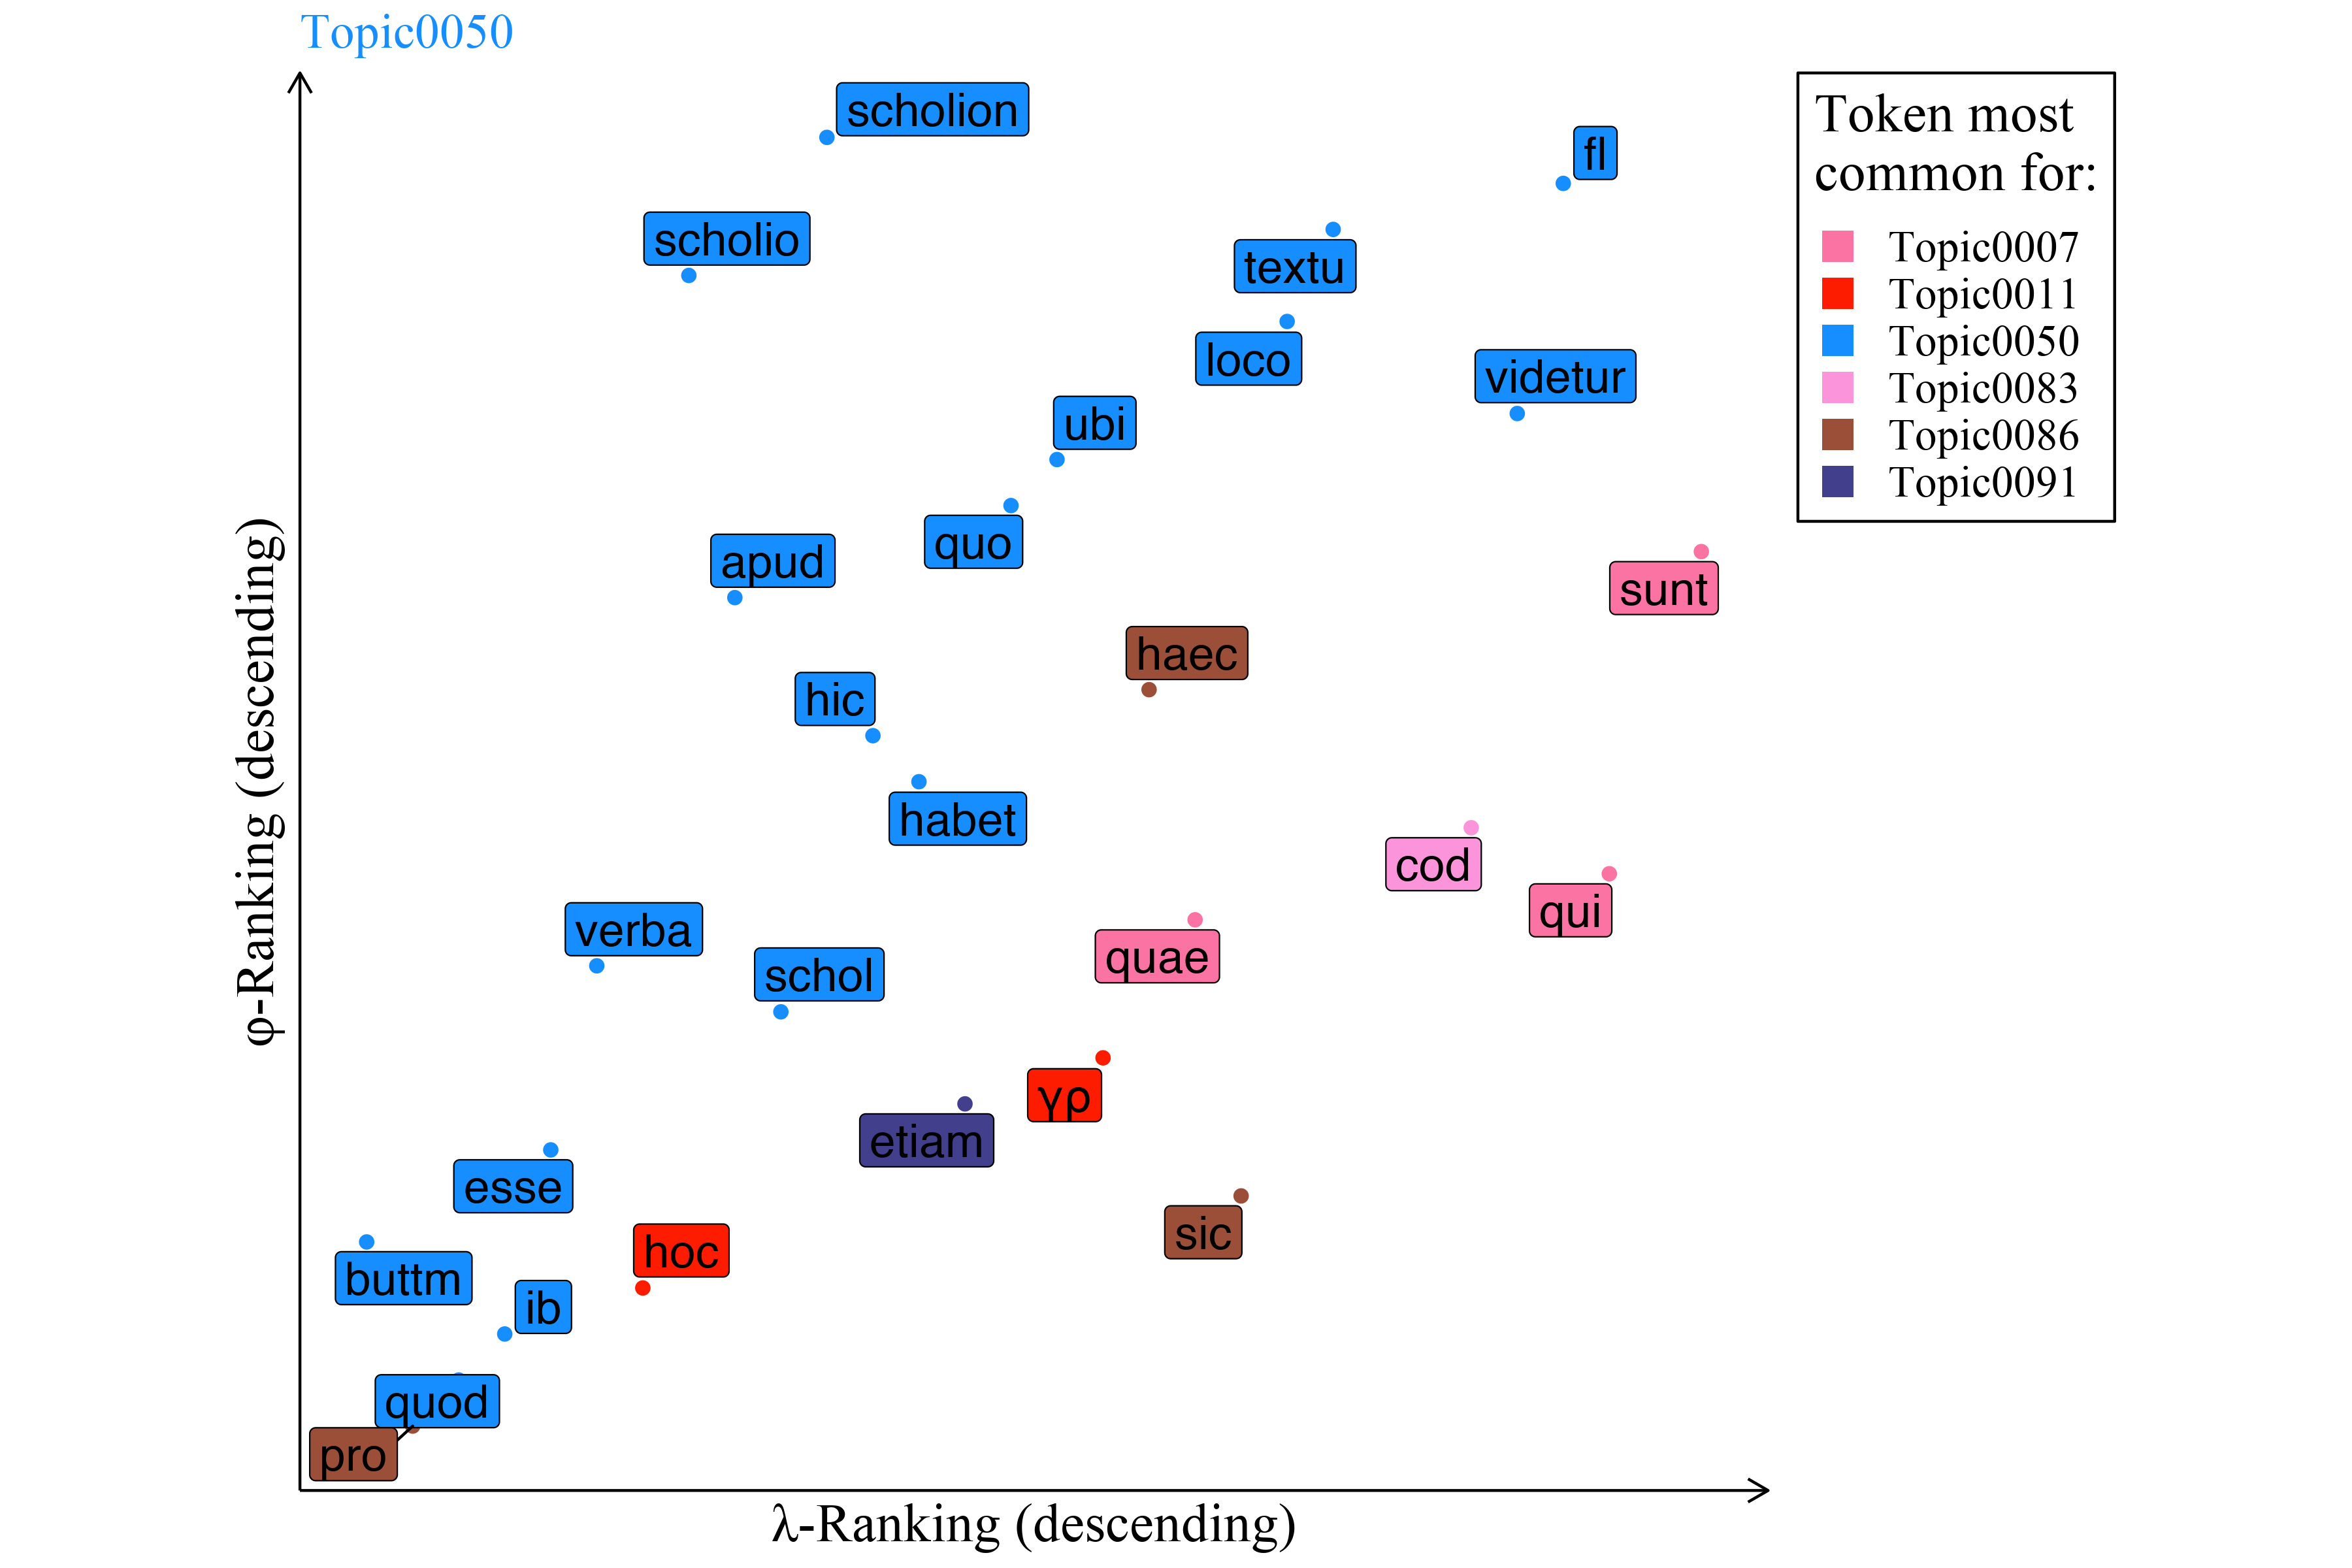 Topic0050
scholion
fl
scholio
textu
loco
videtur
ubi
quo
apud
sunt
haec
hic
habet
cod
qui
verba
quae
schol
γρ
etiam
esse
sic
hoc
buttm
ib
quod
pro
φ-Ranking (descending)
λ-Ranking (descending)
Token most
common for:
Topic0007
Topic0011
Topic0050
Topic0083
Topic0086
Topic0091